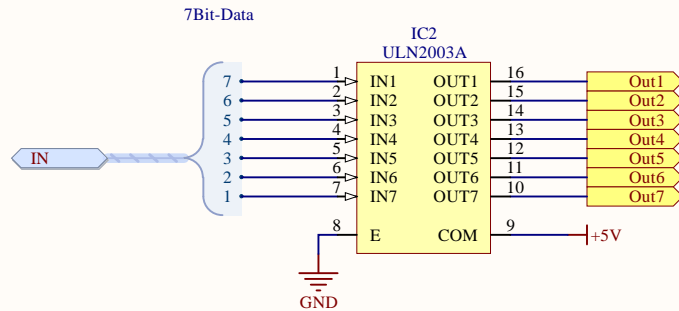 7Bit-Data
IC2
ULN2003A
7 1 IN1 OUT1 16 Out1
6 2 IN2 OUT2 15 Out2
5 3 IN3 OUT3 14 Out3
4 4 IN4 OUT4 13 Out4
IN 3 5 IN5 OUT5 12 Out5
2 6 IN6 OUT6 11 Out6
1 7 IN7 OUT7 10 Out7
8 E COM 9 +5V
GND